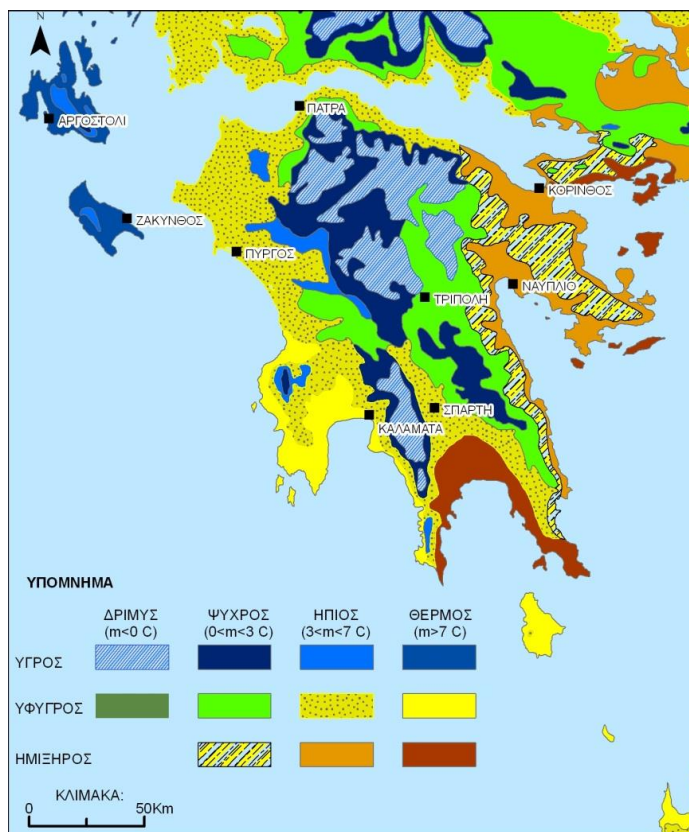 N
ΠΑΤΡΑ
ΑΡΓΟΣΤΟΛΙ
ΚΟΡΙΝΘΟΣ
ΖΑΚΥΝΘΟΣ
ΠΥΡΓΟΣ
ΝΑΥΠΛΙΟ
ΤΡΙΠΟΛΗ
ΣΠΑΡΤΗ
ΚΑΛΑΜΑΤΑ
ΥΠΟΜΝΗΜΑ
ΔΡΙΜΥΣ ΨΥΧΡΟΣ ΗΠΙΟΣ ΘΕΡΜΟΣ
(m<0 C) (0<m<3 C) (3<m<7 C) (m>7 C)
ΥΓΡΟΣ
ΥΦΥΓΡΟΣ
ΗΜΙΞΗΡΟΣ
ΚΛΙΜΑΚΑ:
0 50Km